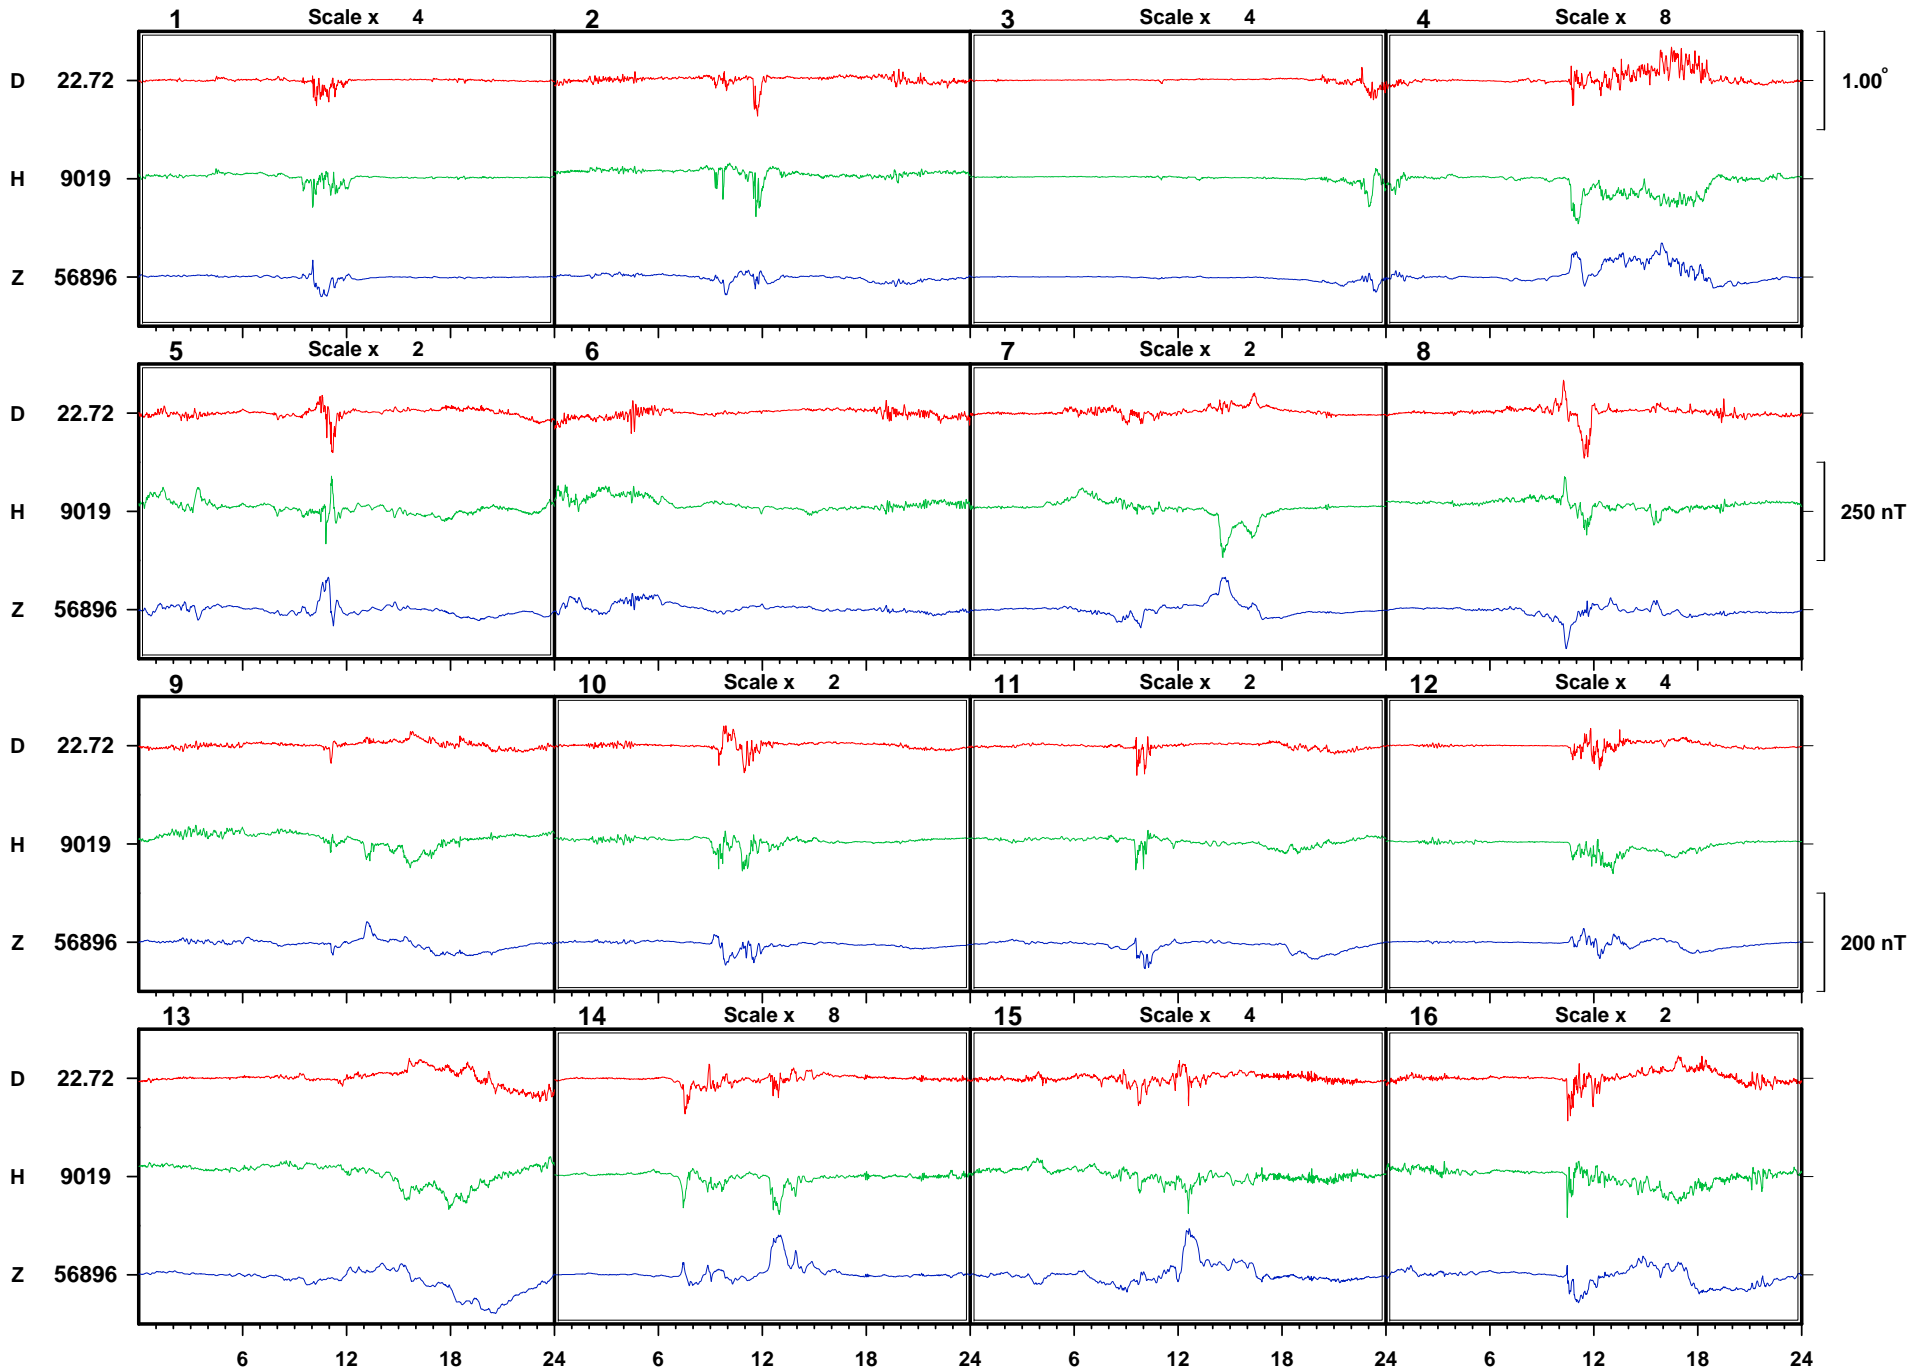 1 Scale x 4 2 3 Scale x 4 4 Scale x 8
D 22.72 1.00°
H 9019
Z 56896
5 Scale x 2 6 7 Scale x 2 8
D 22.72
H 9019 250 nT
Z 56896
9 10 Scale x 2 11 Scale x 2 12 Scale x 4
D 22.72
H 9019
Z 56896 200 nT
13 14 Scale x 8 15 Scale x 4 16 Scale x 2
D 22.72
H 9019
Z 56896
6 12 18 24 6 12 18 24 6 12 18 24 6 12 18 24